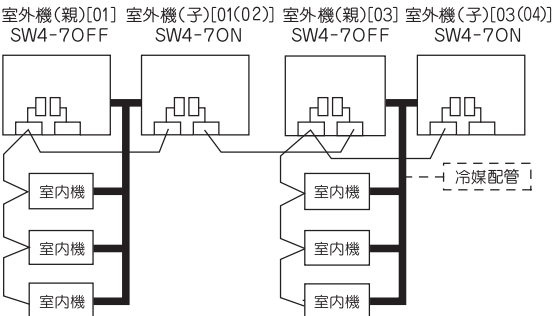 室外機(親)[01] 室外機(子)[01(02)] 室外機(親)[03] 室外機(子)[03(04)]
SW4-7OFF SW4-7ON SW4-7OFF SW4-7ON
冷媒配管
室内機 室内機
室内機 室内機
室内機 室内機